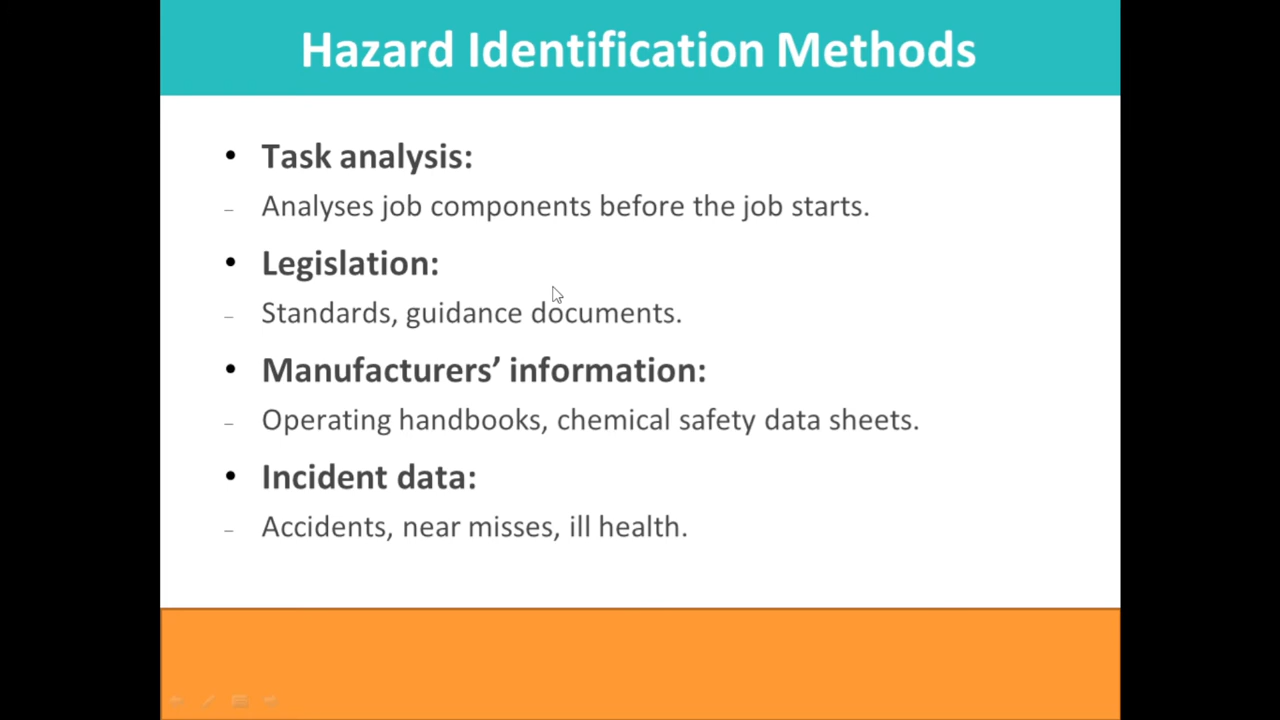 Hazard Identification Methods
• Task analysis:
– Analyses job components before the job starts.
• Legislation:
– Standards, guidance documents.
• Manufacturers’ information:
– Operating handbooks, chemical safety data sheets.
• Incident data:
– Accidents, near misses, ill health.